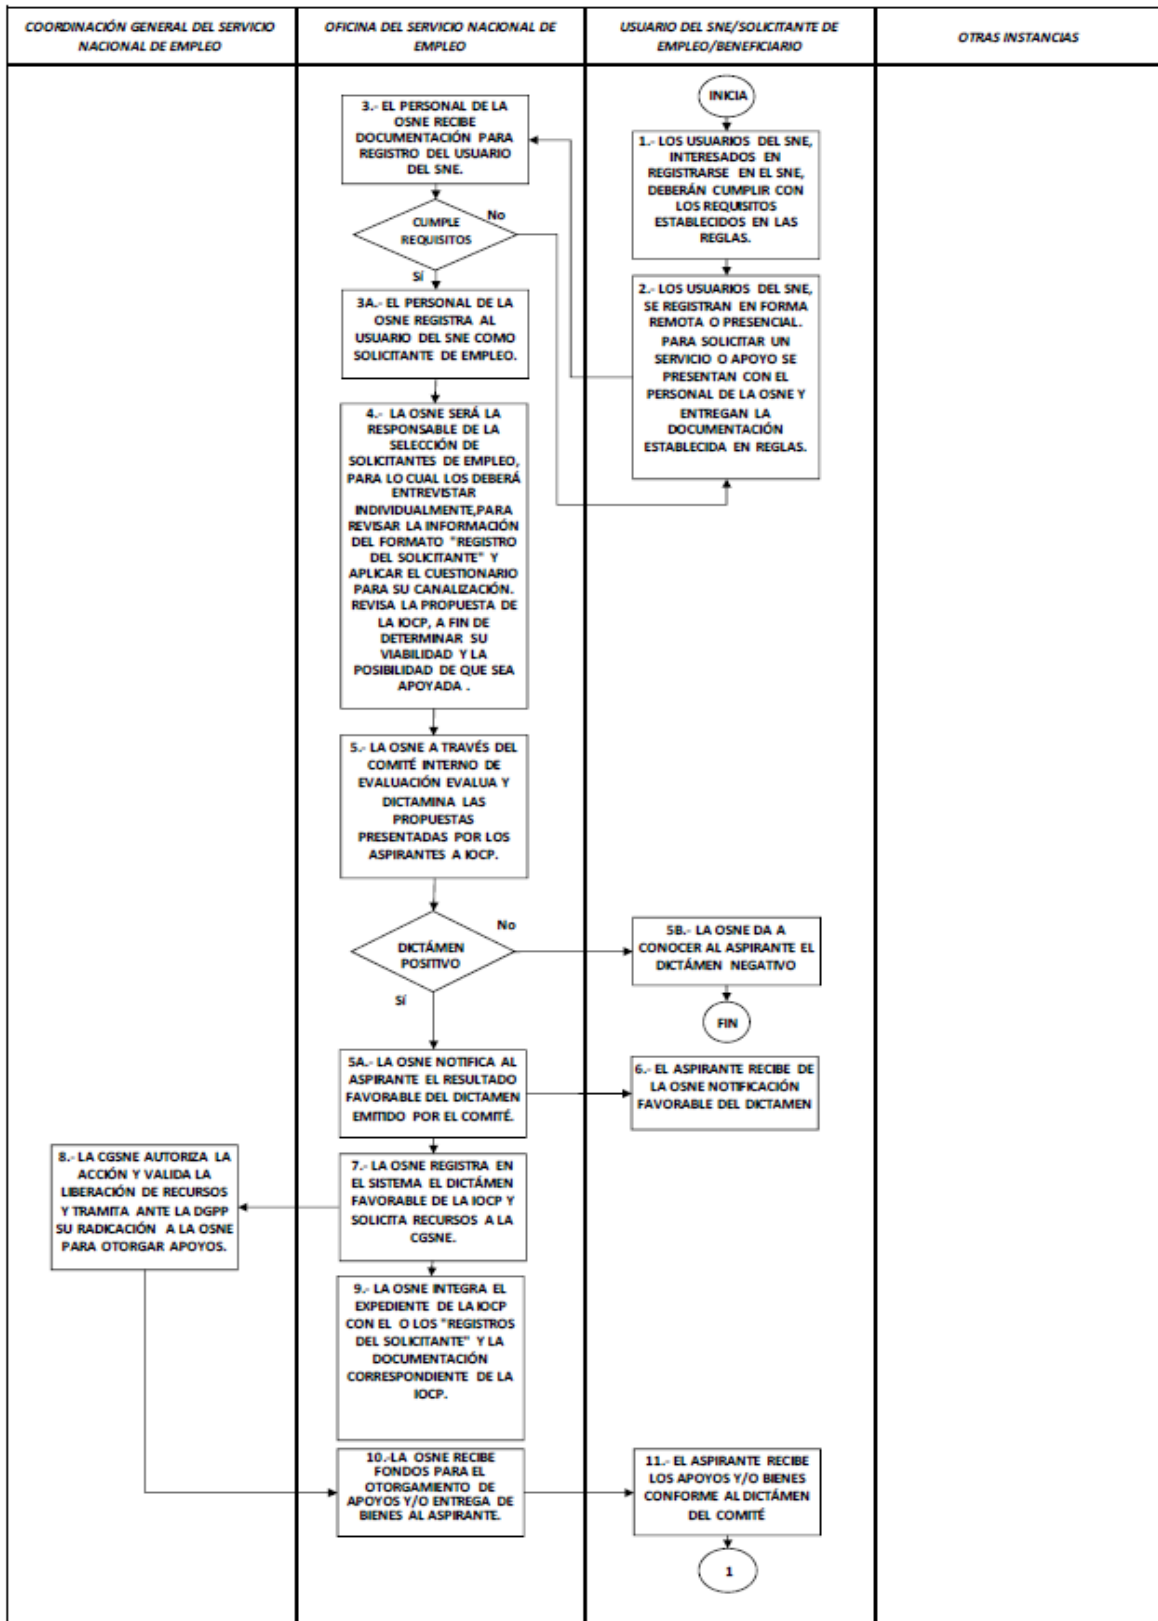 COORDINACIÓN GENERAL DEL SERVICIO
NACIONAL DE EMPLEO
OFICINA DEL SERVICIO NACIONAL DE
EMPLEO
USUARIO DEL SNE/SOLICITANTE DE
EMPLEO/BENEFICIARIO
OTRAS INSTANCIAS
INICIA
1.- LOS USUARIOS DEL SNE,
INTERESADOS EN
REGISTRARSE EN EL SNE,
DEBERÁN CUMPLIR CON
LOS REQUISITOS
ESTABLECIDOS EN LAS
REGLAS.
2.- LOS USUARIOS DEL SNE,
SE REGISTRAN EN FORMA
REMOTA O PRESENCIAL.
PARA SOLICITAR UN
SERVICIO O APOYO SE
PRESENTAN CON EL
PERSONAL DE LA OSNE Y
ENTREGAN LA
DOCUMENTACIÓN
ESTABLECIDA EN REGLAS.
3.- EL PERSONAL DE LA
OSNE RECIBE
DOCUMENTACIÓN PARA
REGISTRO DEL USUARIO
DEL SNE.
CUMPLE
REQUISITOS
No
Sí
3A.- EL PERSONAL DE LA
OSNE REGISTRA AL
USUARIO DEL SNE COMO
SOLICITANTE DE EMPLEO.
4.- LA OSNE SERÁ LA
RESPONSABLE DE LA
SELECCIÓN DE
SOLICITANTES DE EMPLEO,
PARA LO CUAL LOS DEBERÁ
ENTREVISTAR
INDIVIDUALMENTE,PARA
REVISAR LA INFORMACIÓN
DEL FORMATO "REGISTRO
DEL SOLICITANTE" Y
APLICAR EL CUESTIONARIO
PARA SU CANALIZACIÓN.
REVISA LA PROPUESTA DE
LA IOCP, A FIN DE
DETERMINAR SU
VIABILIDAD Y LA
POSIBILIDAD DE QUE SEA
APOYADA .
5.- LA OSNE A TRAVÉS DEL
COMITÉ INTERNO DE
EVALUACIÓN EVALUA Y
DICTAMINA LAS
PROPUESTAS
PRESENTADAS POR LOS
ASPIRANTES A IOCP.
DICTÁMEN
POSITIVO
No
Sí
5B.- LA OSNE DA A
CONOCER AL ASPIRANTE EL
DICTÁMEN NEGATIVO
FIN
5A.- LA OSNE NOTIFICA AL
ASPIRANTE EL RESULTADO
FAVORABLE DEL DICTAMEN
EMITIDO POR EL COMITÉ.
6.- EL ASPIRANTE RECIBE DE
LA OSNE NOTIFICACIÓN
FAVORABLE DEL DICTAMEN
7.- LA OSNE REGISTRA EN
EL SISTEMA EL DICTÁMEN
FAVORABLE DE LA IOCP Y
SOLICITA RECURSOS A LA
CGSNE.
8.- LA CGSNE AUTORIZA LA
ACCIÓN Y VALIDA LA
LIBERACIÓN DE RECURSOS
Y TRAMITA ANTE LA DGPP
SU RADICACIÓN A LA OSNE
PARA OTORGAR APOYOS.
9.- LA OSNE INTEGRA EL
EXPEDIENTE DE LA IOCP
CON EL O LOS "REGISTROS
DEL SOLICITANTE" Y LA
DOCUMENTACIÓN
CORRESPONDIENTE DE LA
IOCP.
10.-LA OSNE RECIBE
FONDOS PARA EL
OTORGAMIENTO DE
APOYOS Y/O ENTREGA DE
BIENES AL ASPIRANTE.
11.- EL ASPIRANTE RECIBE
LOS APOYOS Y/O BIENES
CONFORME AL DICTÁMEN
DEL COMITÉ
1